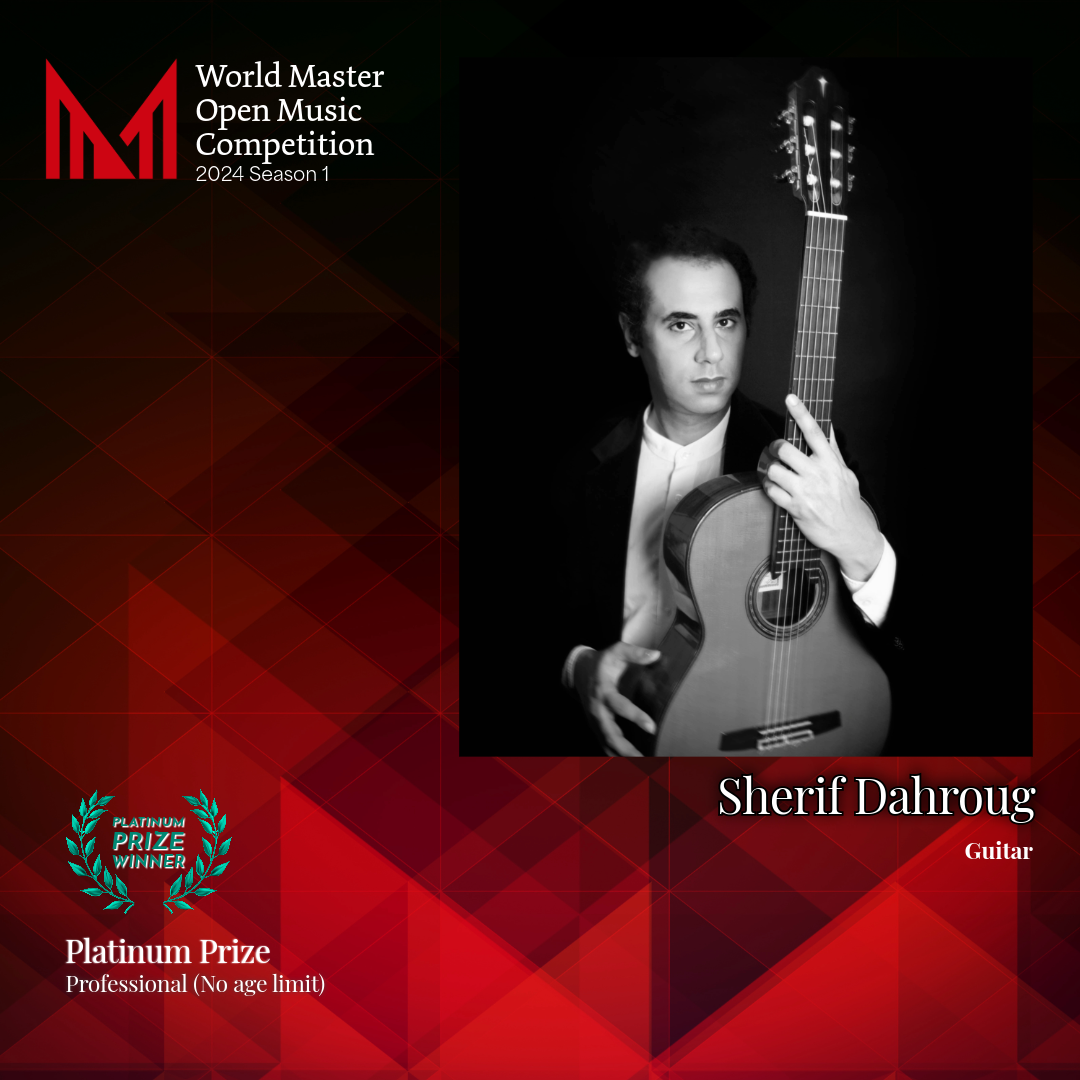 World Master
Open Music
Competition
2024 Season 1
Sherif Dahroug
Guitar
PLATINUM
PRIZE
WINNER
Platinum Prize
Professional (No age limit)